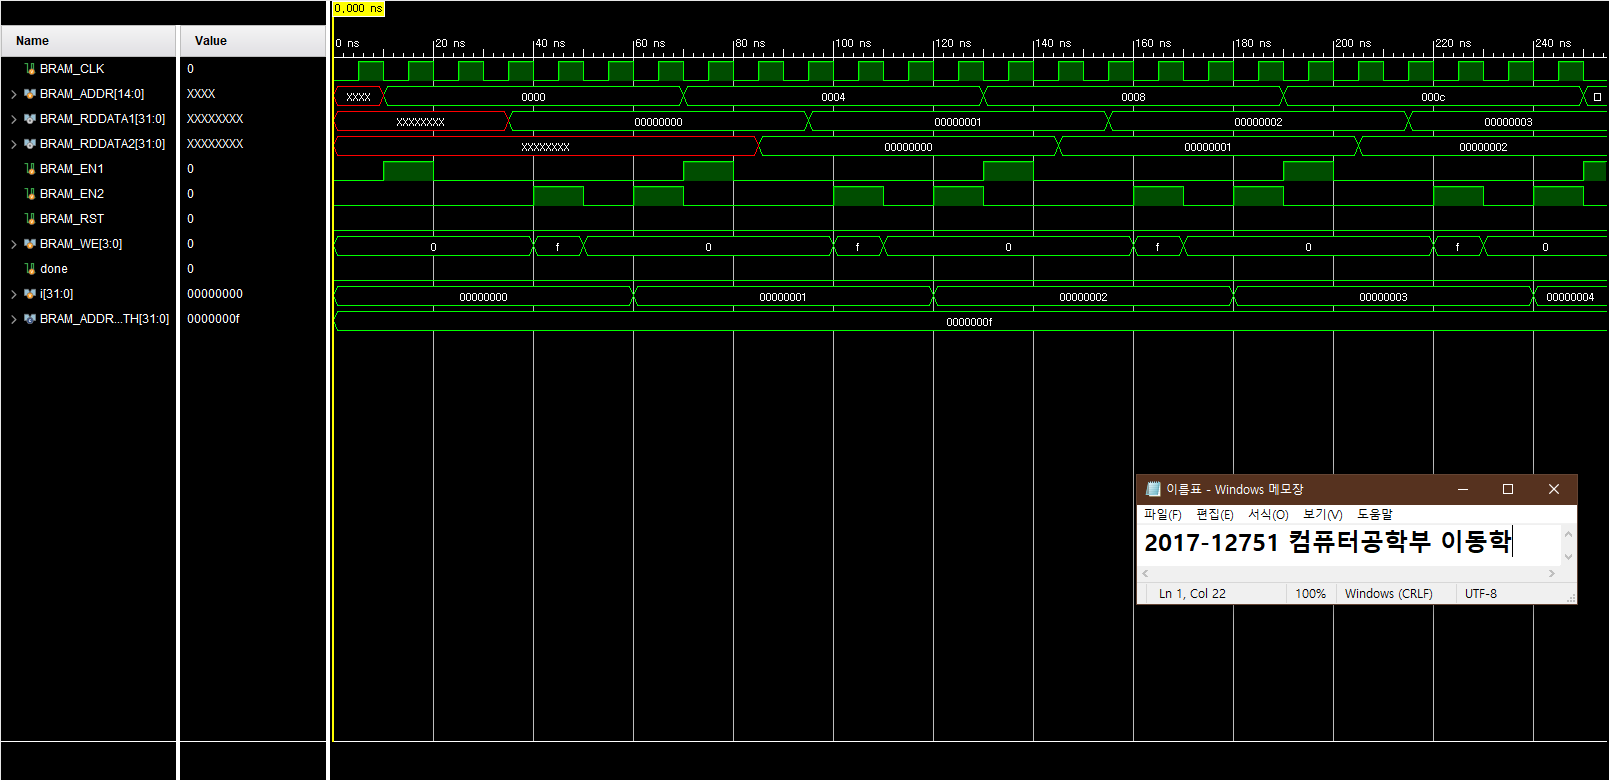 0,000 ns
Name Value
0 ns 20 ns 40 ns 60 ns 80 ns 100 ns 120 ns 140 ns 160 ns 180 ns 200 ns 220 ns 240 ns
BRAM_CLK 0
BRAM_ADDR[14:0] XXXX XXXX 0000 0004 0008 000c
BRAM_RDDATA1[31:0] XXXXXXXX XXXXXXXX 00000000 00000001 00000002 00000003
BRAM_RDDATA2[31:0] XXXXXXXX XXXXXXXX 00000000 00000001 00000002
BRAM_EN1 0
BRAM_EN2 0
BRAM_RST 0
BRAM_WE[3:0] 0 0 f 0 f 0 f 0 f 0
done 0
i[31:0] 00000000 00000000 00000001 00000002 00000003 00000004
BRAM_ADDR...TH[31:0] 0000000f 0000000f
이름표 - Windows 메모장
파일(F) 편집(E) 서식(O) 보기(V) 도움말
2017-12751 컴퓨터공학부 이동학
Ln 1, Col 22 100% Windows (CRLF) UTF-8